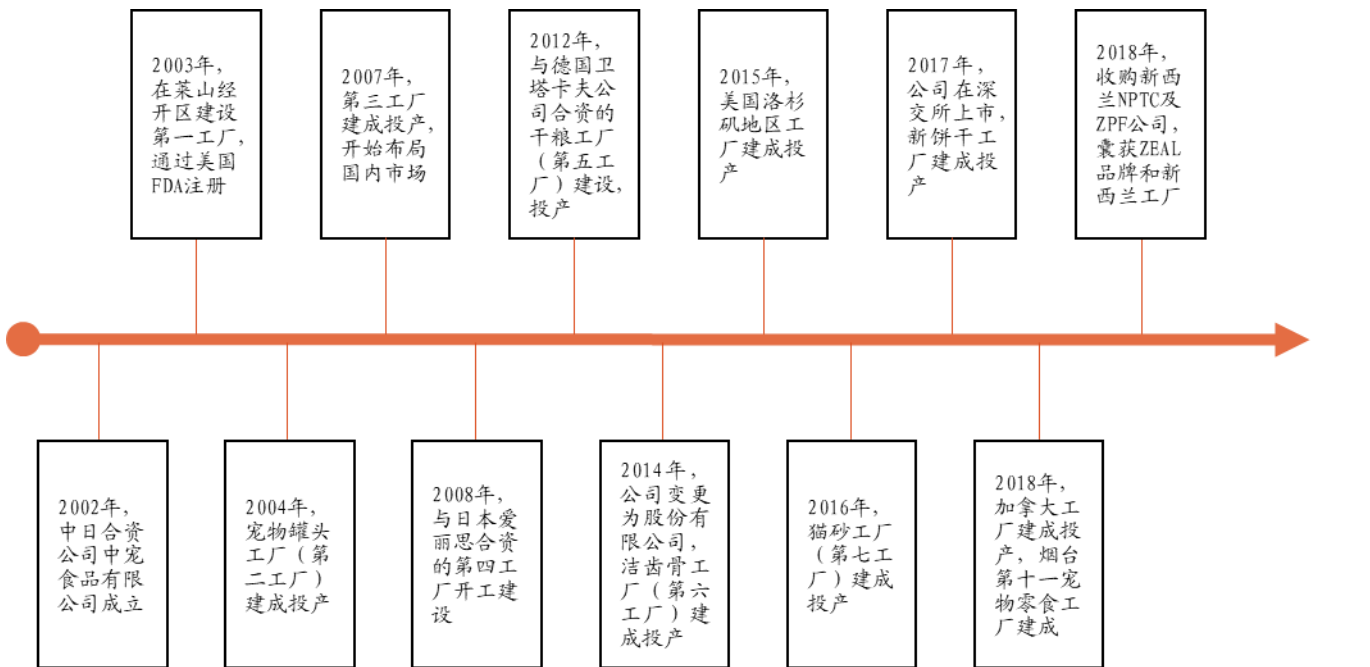 2003年，
在莱山经
开区建设
第一工厂，
通过美国
FDA注册
2007年，
第三工厂
建成投产，
开始布局
国内市场
2012年，
与德国卫
塔卡夫公
司合资的
干粮工厂
（第五工
厂）建设，
投产
2015年，
美国洛杉
矶地区工
厂建成投
产
2017年，
公司在深
交所上市，
新饼干工
厂建成投
产
2018年，
收购新西
兰NPTC及
ZPF公司，
囊获ZEAL
品牌和新
西兰工厂
2002年，
中日合资
公司中宠
食品有限
公司成立
2004年，
宠物罐头
工厂（第
二工厂）
建成投产
2008年，
与日本爱
丽思合资
的第四工
厂开工建
设
2014年，
公司变更
为股份有
限公司，
洁齿骨工
厂（第六
工厂）建
成投产
2016年，
猫砂工厂
（第七工
厂）建成
投产
2018年，
加拿大工
厂建成投
产，烟台
第十一宠
物零食工
厂建成